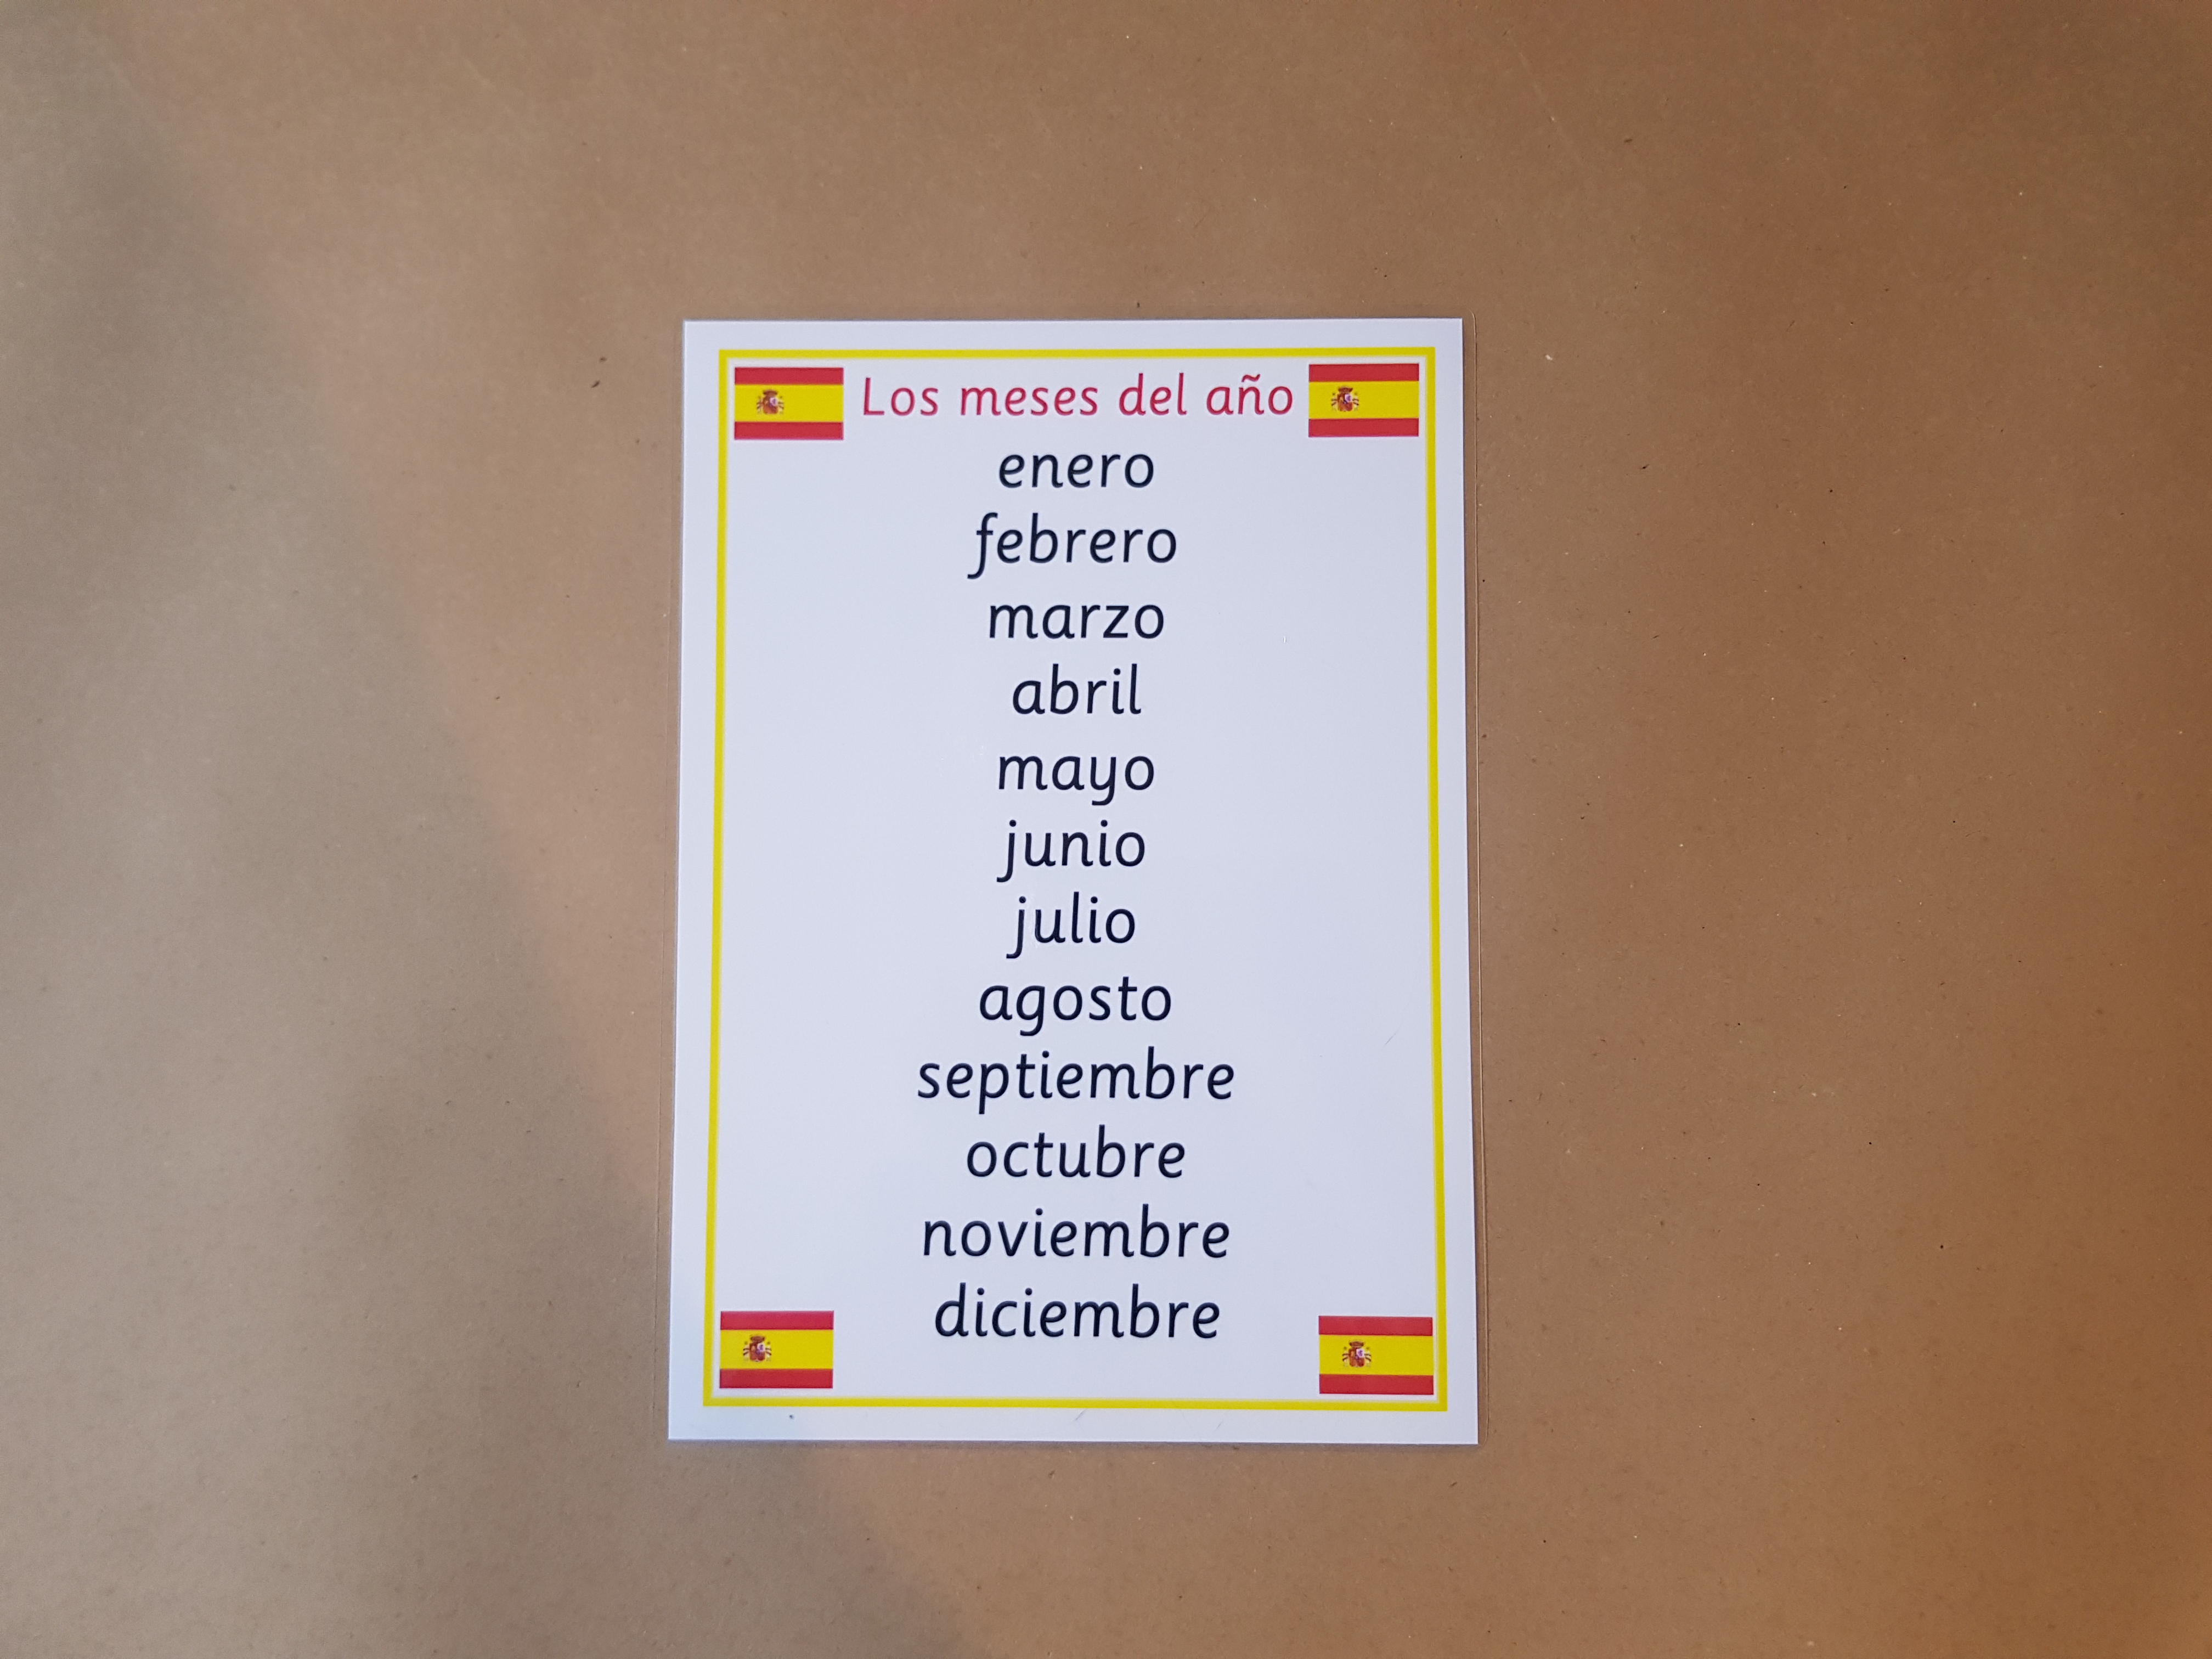 Los meses del año
enero
febrero
marzo
abril
mayo
junio
julio
agosto
septiembre
octubre
noviembre
diciembre